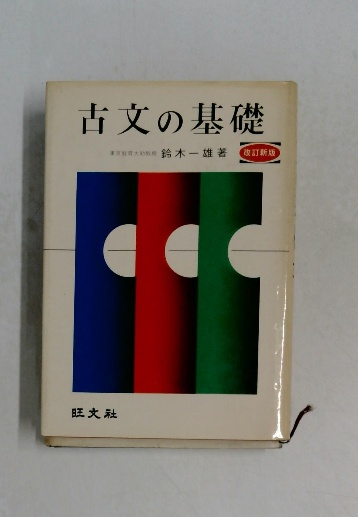 古文の基礎
鈴木一雄著 改訂新版
旺文社